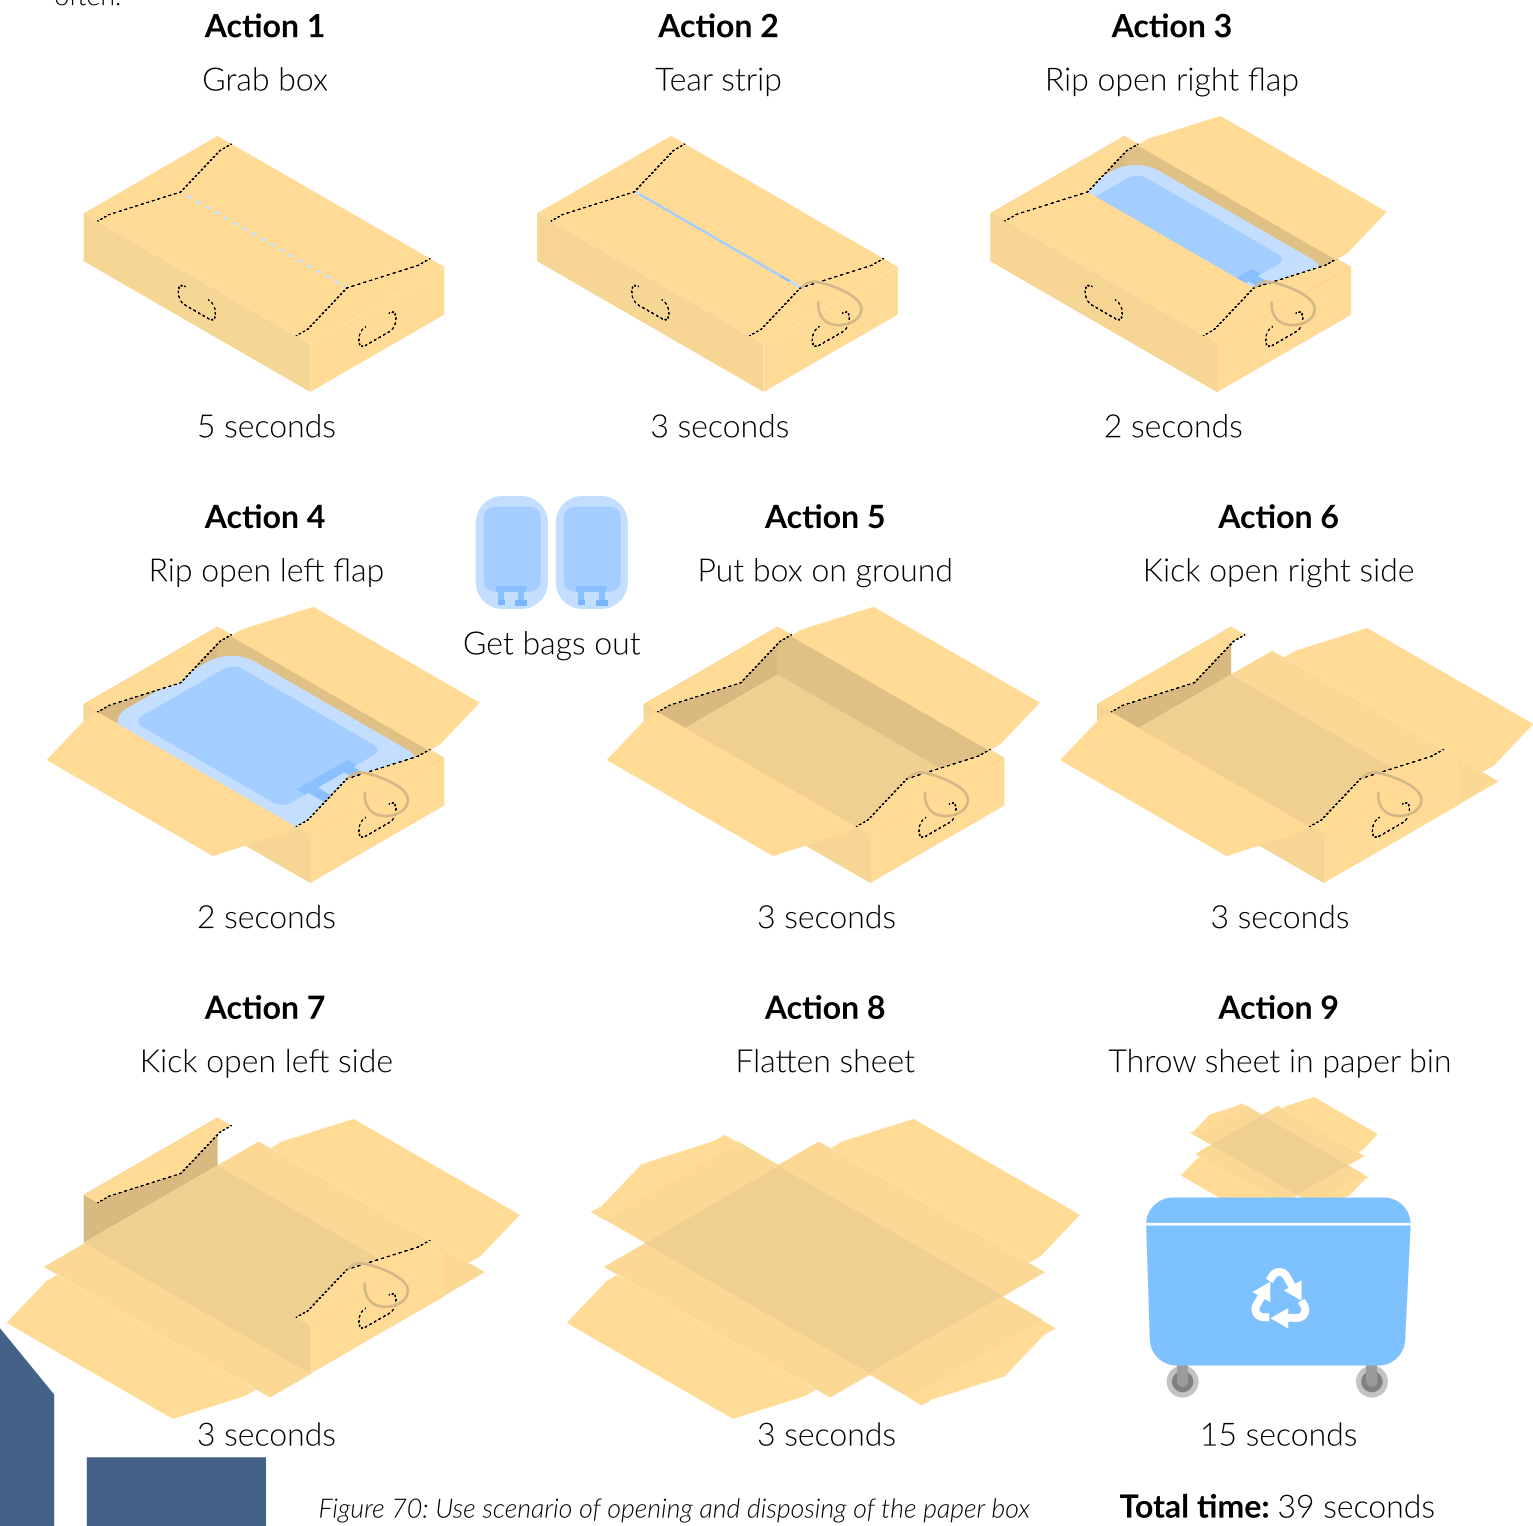 often.
Action 1
Grab box
5 seconds
Action 2
Tear strip
3 seconds
Action 3
Rip open right flap
2 seconds
Action 4
Rip open left flap
2 seconds
Get bags out
Action 5
Put box on ground
3 seconds
Action 6
Kick open right side
3 seconds
Action 7
Kick open left side
3 seconds
Action 8
Flatten sheet
3 seconds
Action 9
Throw sheet in paper bin
15 seconds
Figure 70: Use scenario of opening and disposing of the paper box
Total time: 39 seconds